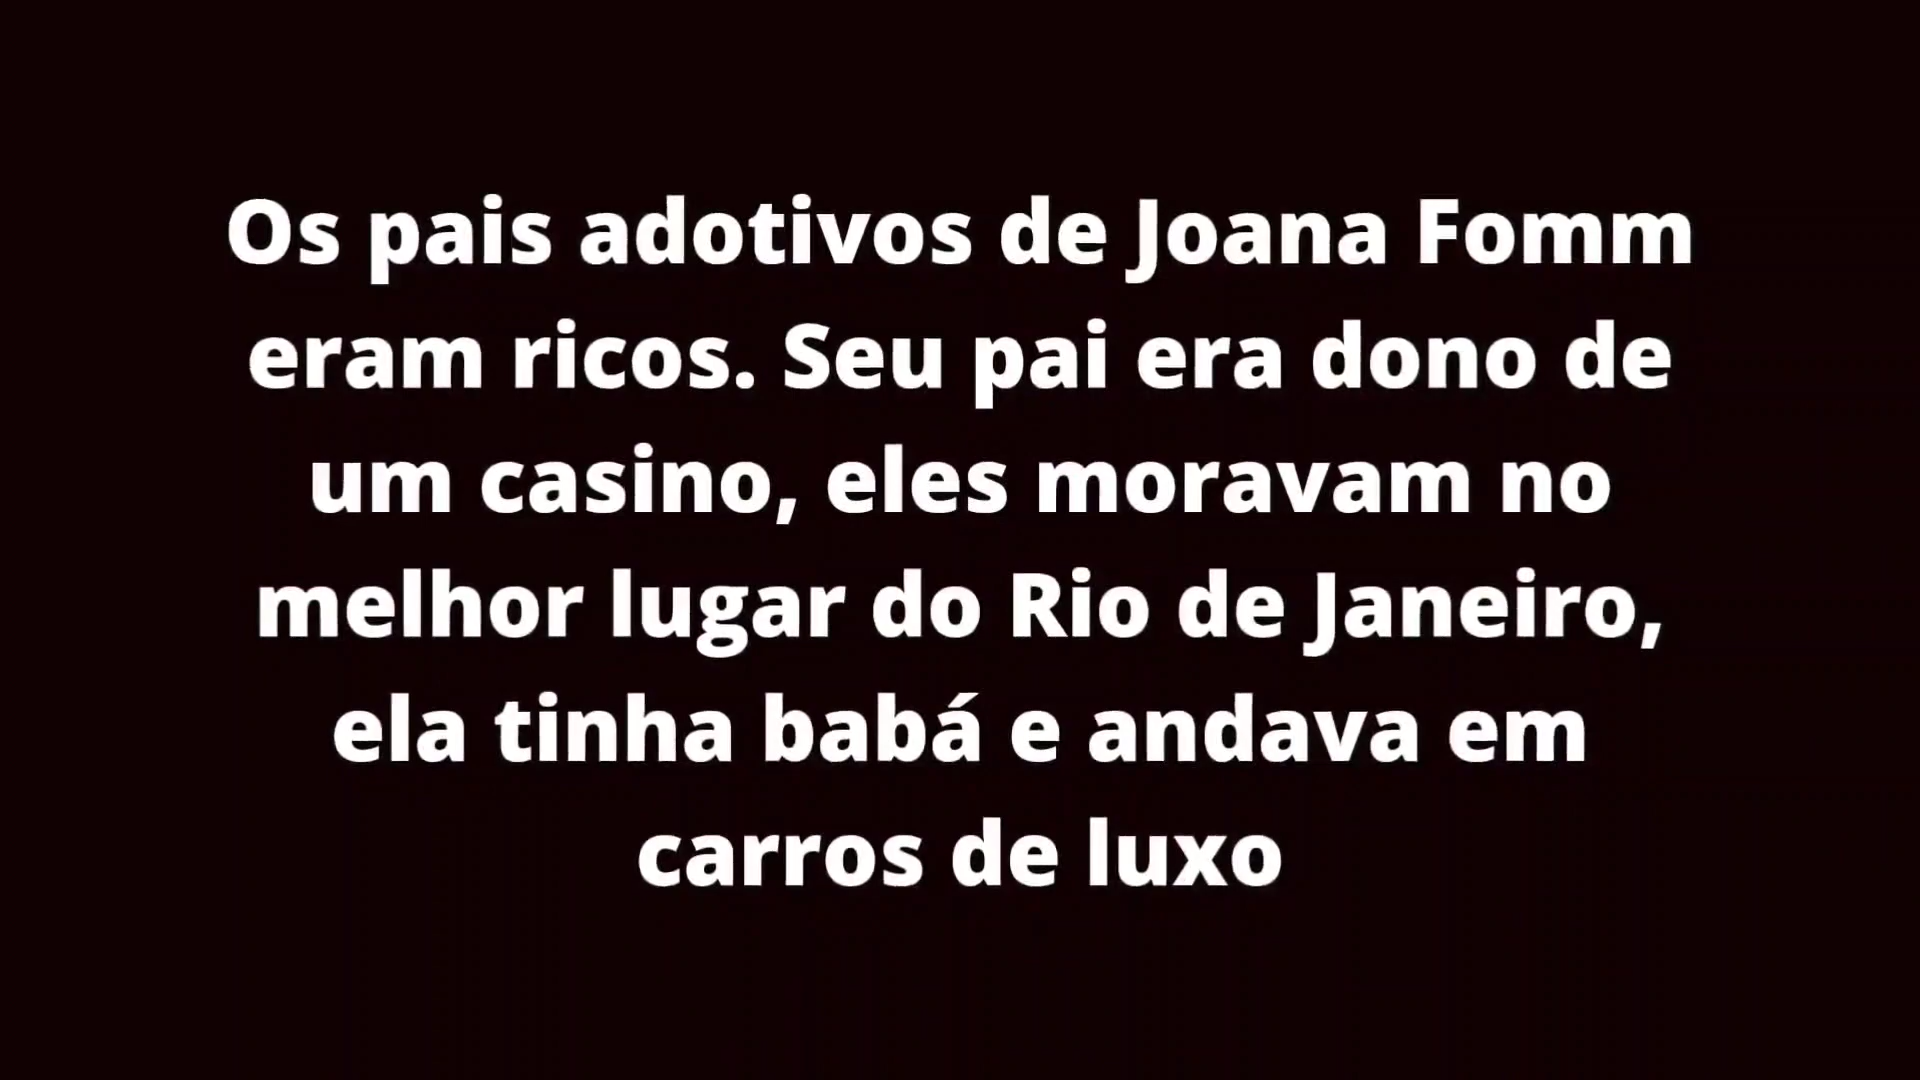 Os pais adotivos de Joana Fomm
eram ricos. Seu pai era dono de
um casino, eles moravam no
melhor lugar do Rio de Janeiro,
ela tinha babá e andava em
carros de luxo